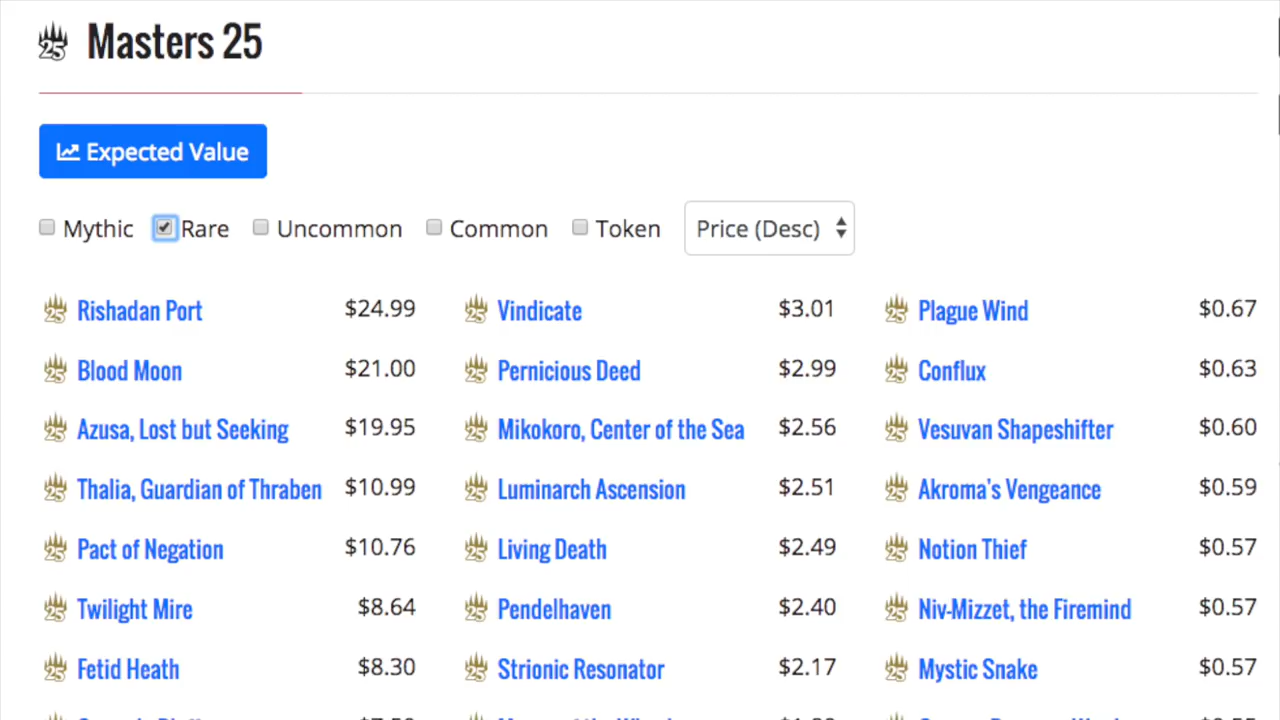 Masters 25
Expected Value
Mythic Rare Uncommon Common Token Price (Desc)
Rishadan Port $24.99 Vindicate $3.01 Plague Wind $0.67
Blood Moon $21.00 Pernicious Deed $2.99 Conflux $0.63
Azusa, Lost but Seeking $19.95 Mikokoro, Center of the Sea $2.56 Vesuvan Shapeshifter $0.60
Thalia, Guardian of Thraben $10.99 Luminarch Ascension $2.51 Akroma's Vengeance $0.59
Pact of Negation $10.76 Living Death $2.49 Notion Thief $0.57
Twilight Mire $8.64 Pendelhaven $2.40 Niv-Mizzet, the Firemind $0.57
Fetid Heath $8.30 Strionic Resonator $2.17 Mystic Snake $0.57